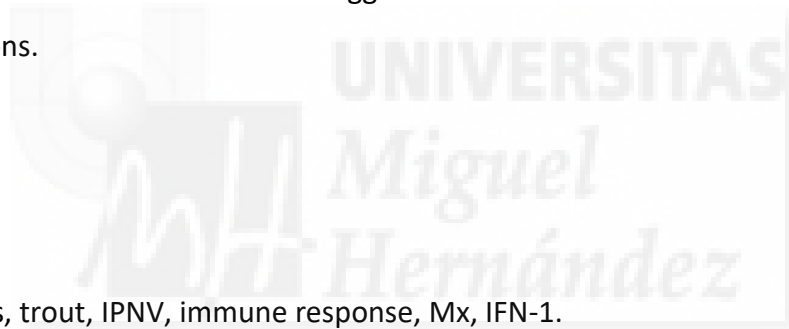 ns.
UNIVERSITAS
Miguel
Hernández
s, trout, IPNV, immune response, Mx, IFN-1.